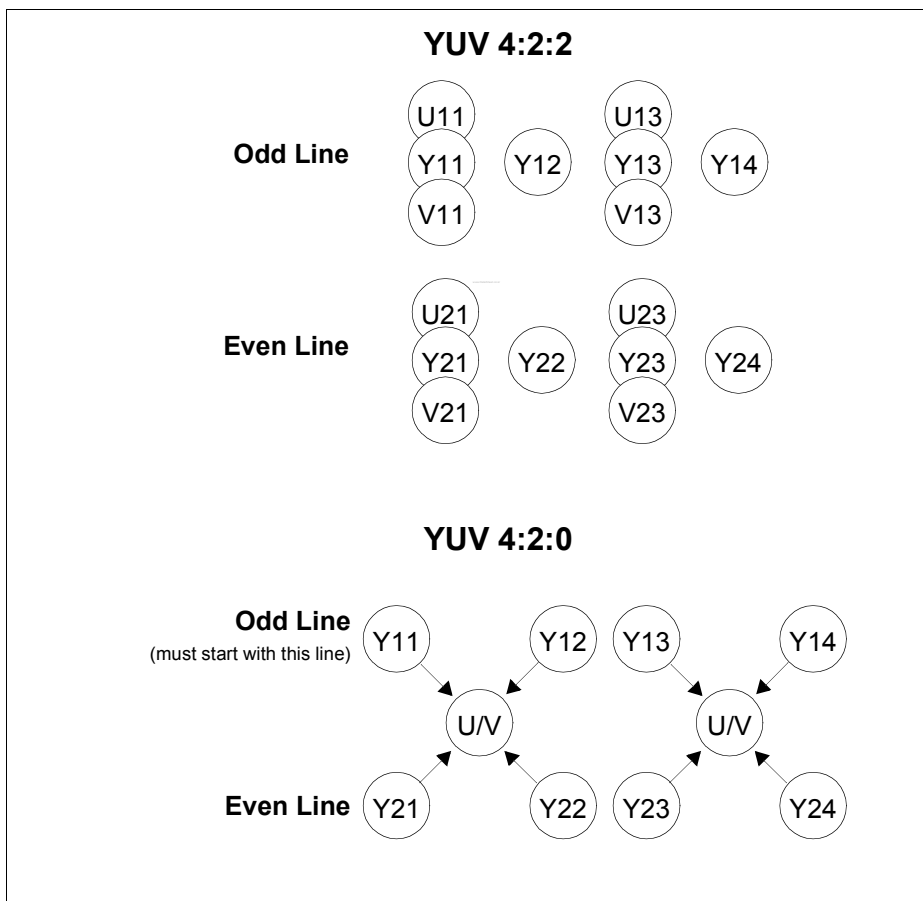 YUV 4:2:2
U11 U13
Odd Line Y11 Y12 Y13 Y14
V11 V13
U21 U23
Even Line Y21 Y22 Y23 Y24
V21 V23
YUV 4:2:0
Odd Line
(must start with this line) Y11 Y12 Y13 Y14
U/V U/V
Even Line Y21 Y22 Y23 Y24